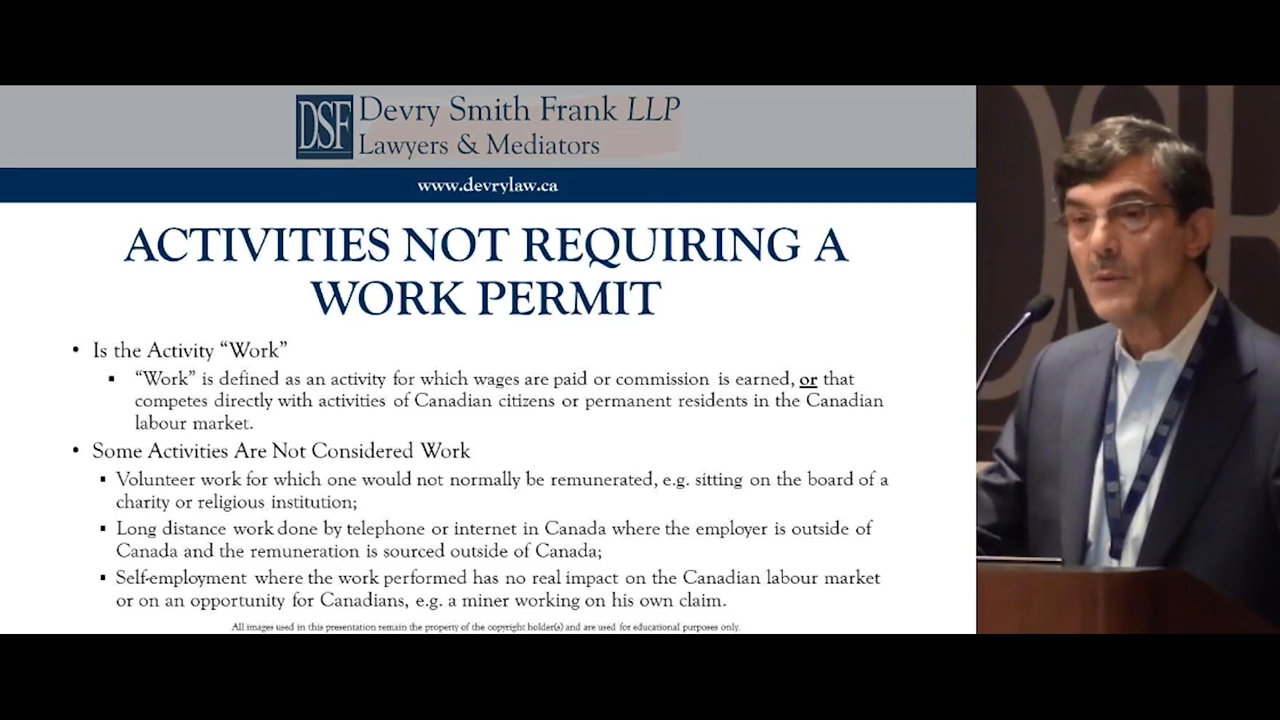 DSF Devry Smith Frank LLP
Lawyers & Mediators
www.devrylaw.ca
ACTIVITIES NOT REQUIRING A
WORK PERMIT
• Is the Activity “Work”
▪ “Work” is defined as an activity for which wages are paid or commission is earned, or that
competes directly with activities of Canadian citizens or permanent residents in the Canadian
labour market.
• Some Activities Are Not Considered Work
▪ Volunteer work for which one would not normally be remunerated, e.g. sitting on the board of a
charity or religious institution;
▪ Long distance work done by telephone or internet in Canada where the employer is outside of
Canada and the remuneration is sourced outside of Canada;
▪ Self-employment where the work performed has no real impact on the Canadian labour market
or on an opportunity for Canadians, e.g. a miner working on his own claim.
All images used in this presentation remain the property of the copyright holder(s) and are used for educational purposes only.